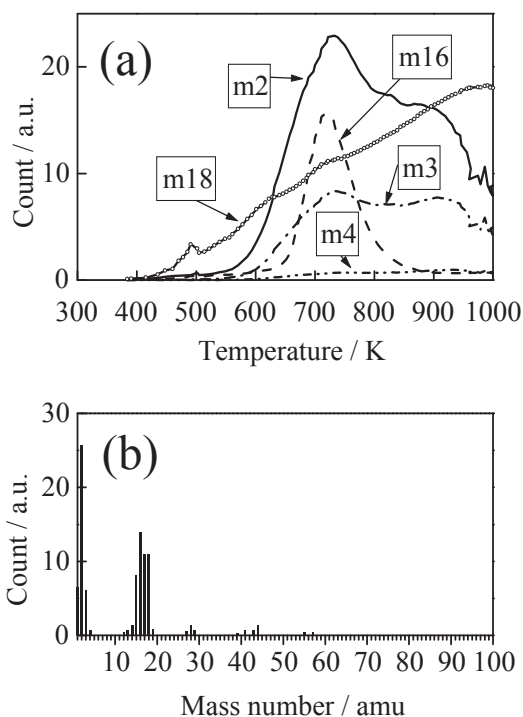 (a)
m2
m16
m18
m3
m4
20
10
0
Count / a.u.
300 400 500 600 700 800 900 1000
Temperature / K
(b)
30
20
10
0
Count / a.u.
10 20 30 40 50 60 70 80 90 100
Mass number / amu